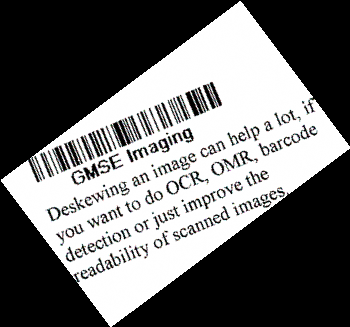 GMSE Imaging
Deskewing an image can help a lot, if
you want to do OCR, OMR, barcode
detection or just improve the
readability of scanned images.